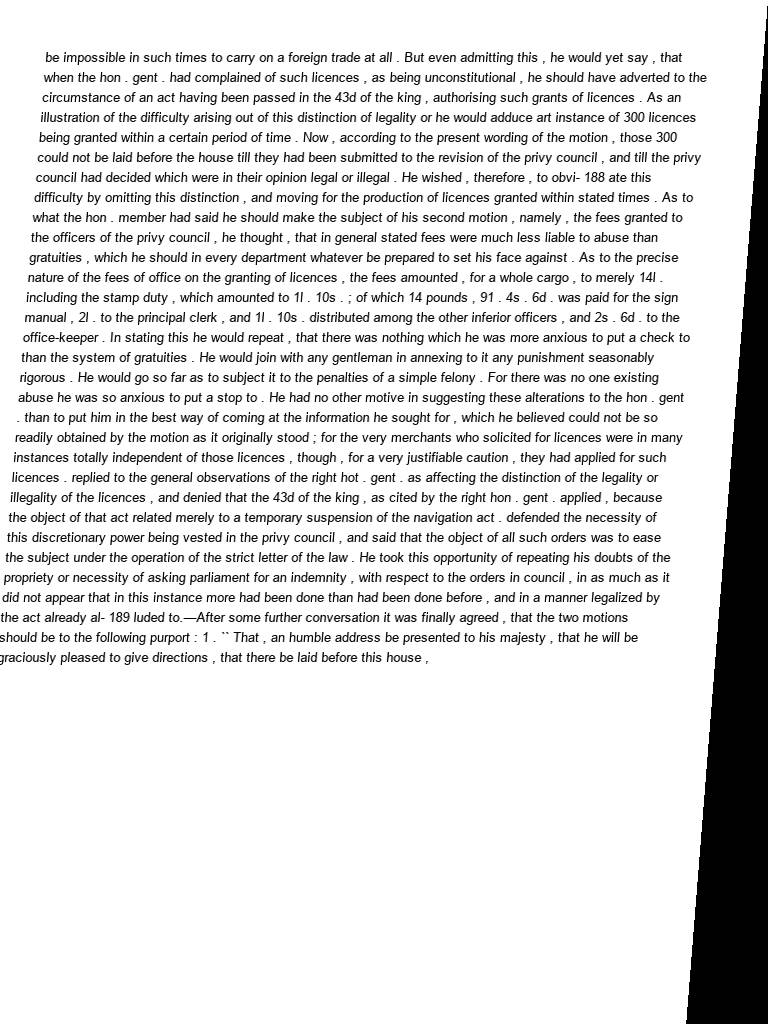 be impossible in such times to carry on a foreign trade at all . But even admitting this , he would yet say , that
when the hon . gent . had complained of such licences , as being unconstitutional , he should have adverted to the
circumstance of an act having been passed in the 43d of the king , authorising such grants of licences . As an
illustration of the difficulty arising out of this distinction of legality or he would adduce art instance of 300 licences
being granted within a certain period of time . Now , according to the present wording of the motion , those 300
could not be laid before the house till they had been submitted to the revision of the privy council , and till the privy
council had decided which were in their opinion legal or illegal . He wished , therefore , to obvi- 188 ate this
difficulty by omitting this distinction , and moving for the production of licences granted within stated times . As to
what the hon . member had said he should make the subject of his second motion , namely , the fees granted to
the officers of the privy council , he thought , that in general stated fees were much less liable to abuse than
gratuities , which he should in every department whatever be prepared to set his face against . As to the precise
nature of the fees of office on the granting of licences , the fees amounted , for a whole cargo , to merely 14l .
including the stamp duty , which amounted to 1l . 10s . ; of which 14 pounds , 91 . 4s . 6d . was paid for the sign
manual , 2l . to the principal clerk , and 1l . 10s . distributed among the other inferior officers , and 2s . 6d . to the
office-keeper . In stating this he would repeat , that there was nothing which he was more anxious to put a check to
than the system of gratuities . He would join with any gentleman in annexing to it any punishment seasonably
rigorous . He would go so far as to subject it to the penalties of a simple felony . For there was no one existing
abuse he was so anxious to put a stop to . He had no other motive in suggesting these alterations to the hon . gent
. than to put him in the best way of coming at the information he sought for , which he believed could not be so
readily obtained by the motion as it originally stood ; for the very merchants who solicited for licences were in many
instances totally independent of those licences , though , for a very justifiable caution , they had applied for such
licences . replied to the general observations of the right hot . gent . as affecting the distinction of the legality or
illegality of the licences , and denied that the 43d of the king , as cited by the right hon . gent . applied , because
the object of that act related merely to a temporary suspension of the navigation act . defended the necessity of
this discretionary power being vested in the privy council , and said that the object of all such orders was to ease
the subject under the operation of the strict letter of the law . He took this opportunity of repeating his doubts of the
propriety or necessity of asking parliament for an indemnity , with respect to the orders in council , in as much as it
did not appear that in this instance more had been done than had been done before , and in a manner legalized by
the act already al- 189 luded to.—After some further conversation it was finally agreed , that the two motions
should be to the following purport : 1 . `` That , an humble address be presented to his majesty , that he will be
graciously pleased to give directions , that there be laid before this house ,